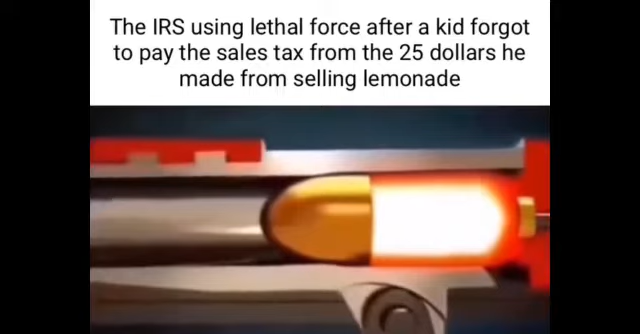 The IRS using lethal force after a kid forgot
to pay the sales tax from the 25 dollars he
made from selling lemonade